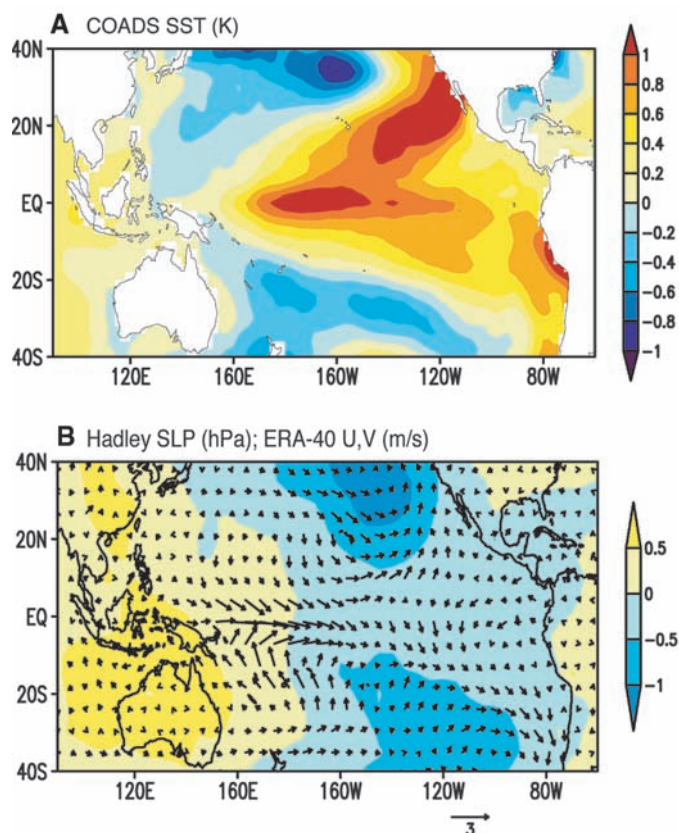 A COADS SST (K)
40N
20N
EQ
20S
40S
120E 160E 160W 120W 80W
1
0.8
0.6
0.4
0.2
0
-0.2
-0.4
-0.6
-0.8
-1
B Hadley SLP (hPa); ERA-40 U,V (m/s)
40N
20N
EQ
20S
40S
120E 160E 160W 120W 80W
0.5
0
-0.5
-1
3